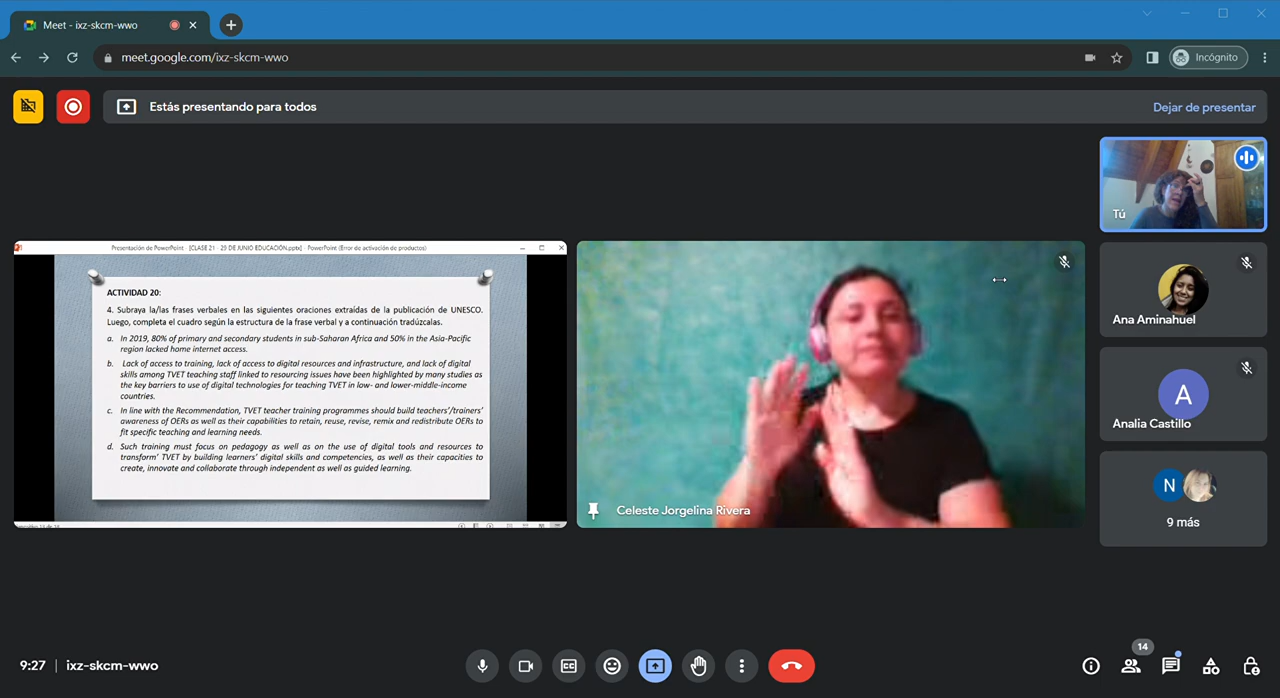 Meet - ixz-skcm-wwo
meet.google.com/ixz-skcm-wwo
Incógnito
Estás presentando para todos
Dejar de presentar
Presentación de PowerPoint - [CLASE 21 - 29 DE JUNIO EDUCACIÓN.pptx] - PowerPoint (Error de activación de productos)
ACTIVIDAD 20:
4. Subraya la/las frases verbales en las siguientes oraciones extraídas de la publicación de UNESCO.
Luego, completa el cuadro según la estructura de la frase verbal y a continuación tradúzcalas.
a. In 2019, 80% of primary and secondary students in sub-Saharan Africa and 50% in the Asia-Pacific
region lacked home internet access.
b. Lack of access to training, lack of access to digital resources and infrastructure, and lack of digital
skills among TVET teaching staff linked to resourcing issues have been highlighted by many studies as
the key barriers to use of digital technologies for teaching TVET in low- and lower-middle-income
countries.
c. In line with the Recommendation, TVET teacher training programmes should build teachers'/trainers'
awareness of OERs as well as their capabilities to retain, reuse, revise, remix and redistribute OERs to
fit specific teaching and learning needs.
d. Such training must focus on pedagogy as well as on the use of digital tools and resources to
transform' TVET by building learners' digital skills and competencies, as well as their capacities to
create, innovate and collaborate through independent as well as guided learning.
Celeste Jorgelina Rivera
Tú
Ana Aminahuel
A
Analia Castillo
N
9 más
9:27 | ixz-skcm-wwo
14